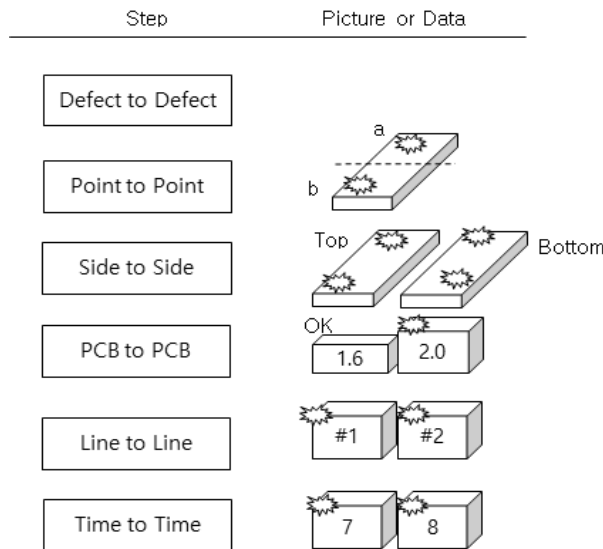 Step Picture or Data
Defect to Defect
a
Point to Point
b
Top
Bottom
Side to Side
OK
PCB to PCB 1.6 2.0
Line to Line #1 #2
Time to Time 7 8